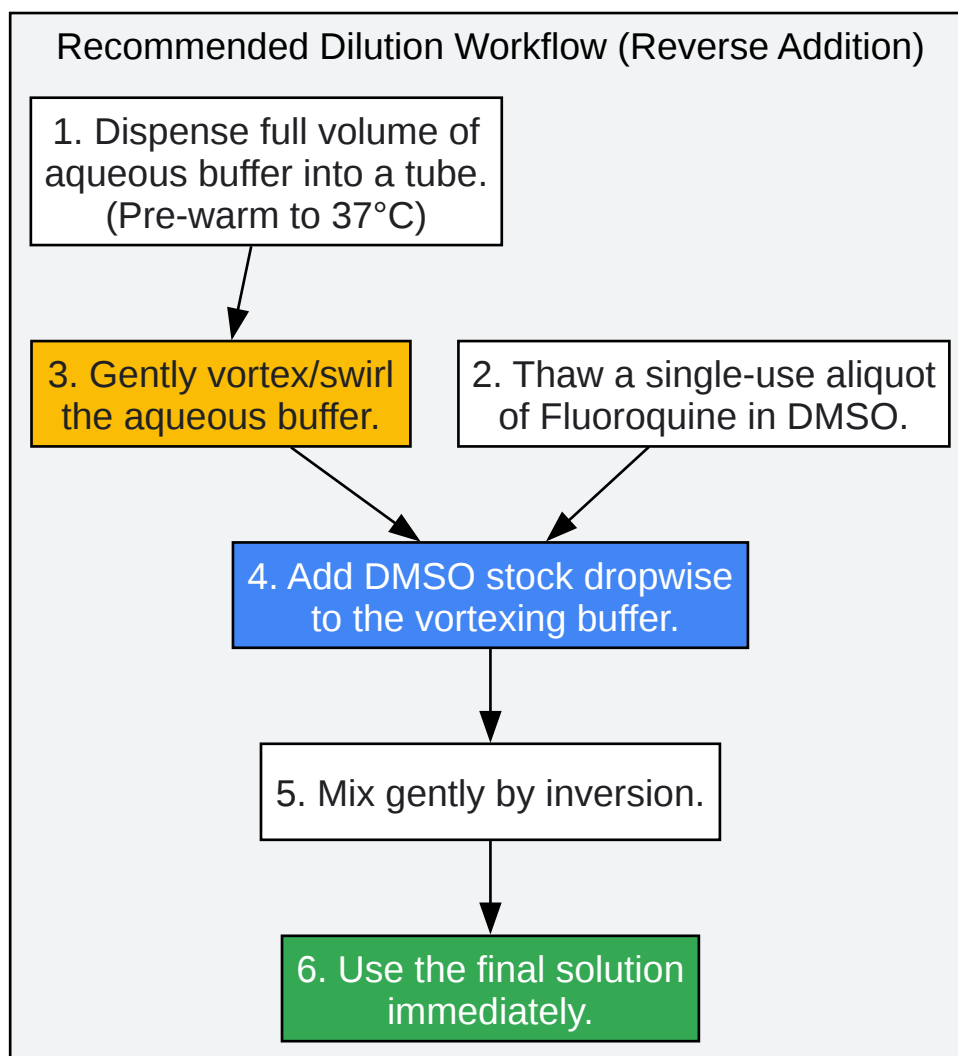 Recommended Dilution Workflow (Reverse Addition)
1. Dispense full volume of
aqueous buffer into a tube.
(Pre-warm to 37°C)
3. Gently vortex/swirl
the aqueous buffer.
2. Thaw a single-use aliquot
of Fluoroquine in DMSO.
4. Add DMSO stock dropwise
to the vortexing buffer.
5. Mix gently by inversion.
6. Use the final solution
immediately.